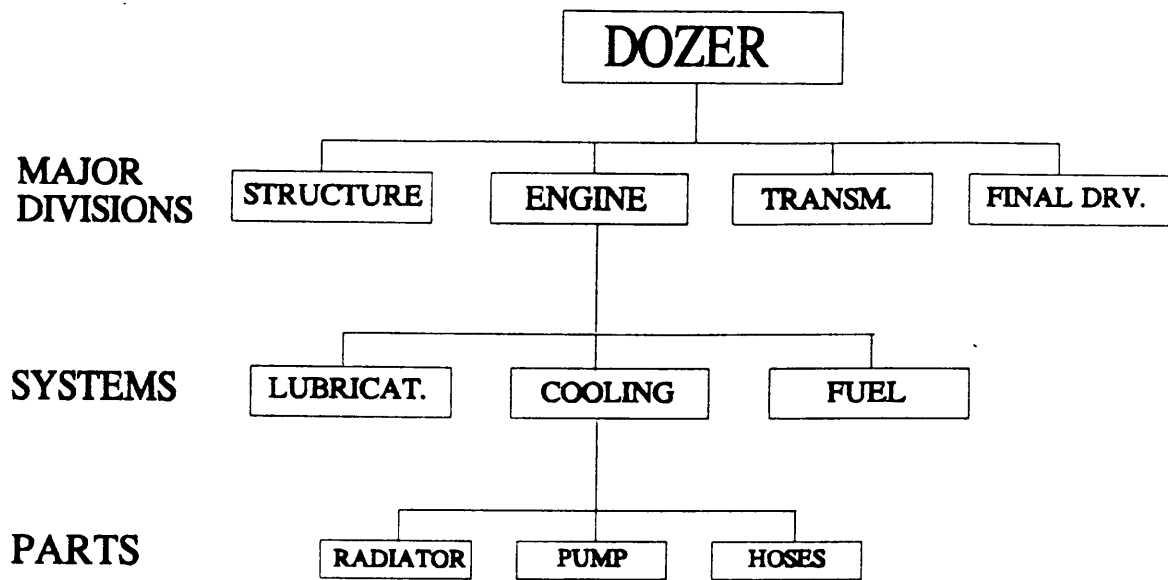 DOZER
MAJOR
DIVISIONS
STRUCTURE
ENGINE
TRANSM.
FINAL DRV.
SYSTEMS
LUBRICAT.
COOLING
FUEL
PARTS
RADIATOR
PUMP
HOSES